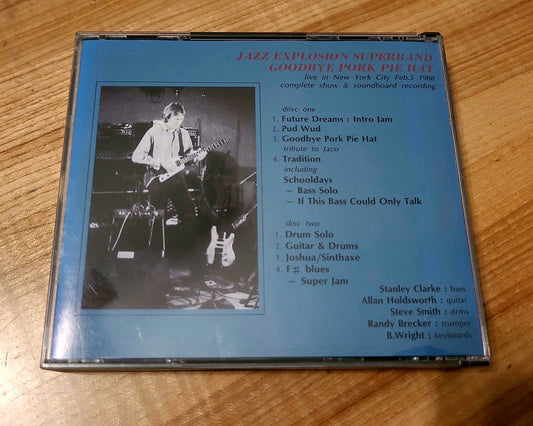 JAZZ EXPLOSION SUPERBAND
GOODBYE PORK PIE HAT
live in New York City Feb.5 1988
complete show & soundboard recording
diisc one
1. Future Dreams : Intro Jam
2. Pud Wud
3. Goodbye Pork Pie Hat
tribute to Jaco
4. Tradition
including
Schooldays
~ Bass Solo
~ If This Bass Could Only Talk
disc two
1. Drum Solo
2. Guitar & Drums
3. Joshua/Sinthaxe
4. F♯ blues
~ Super Jam
Stanley Clarke : bass
Allan Holdsworth : quitar
Steve Smith : drms
Randy Brecker : trumpet
B.Wright : keyboards